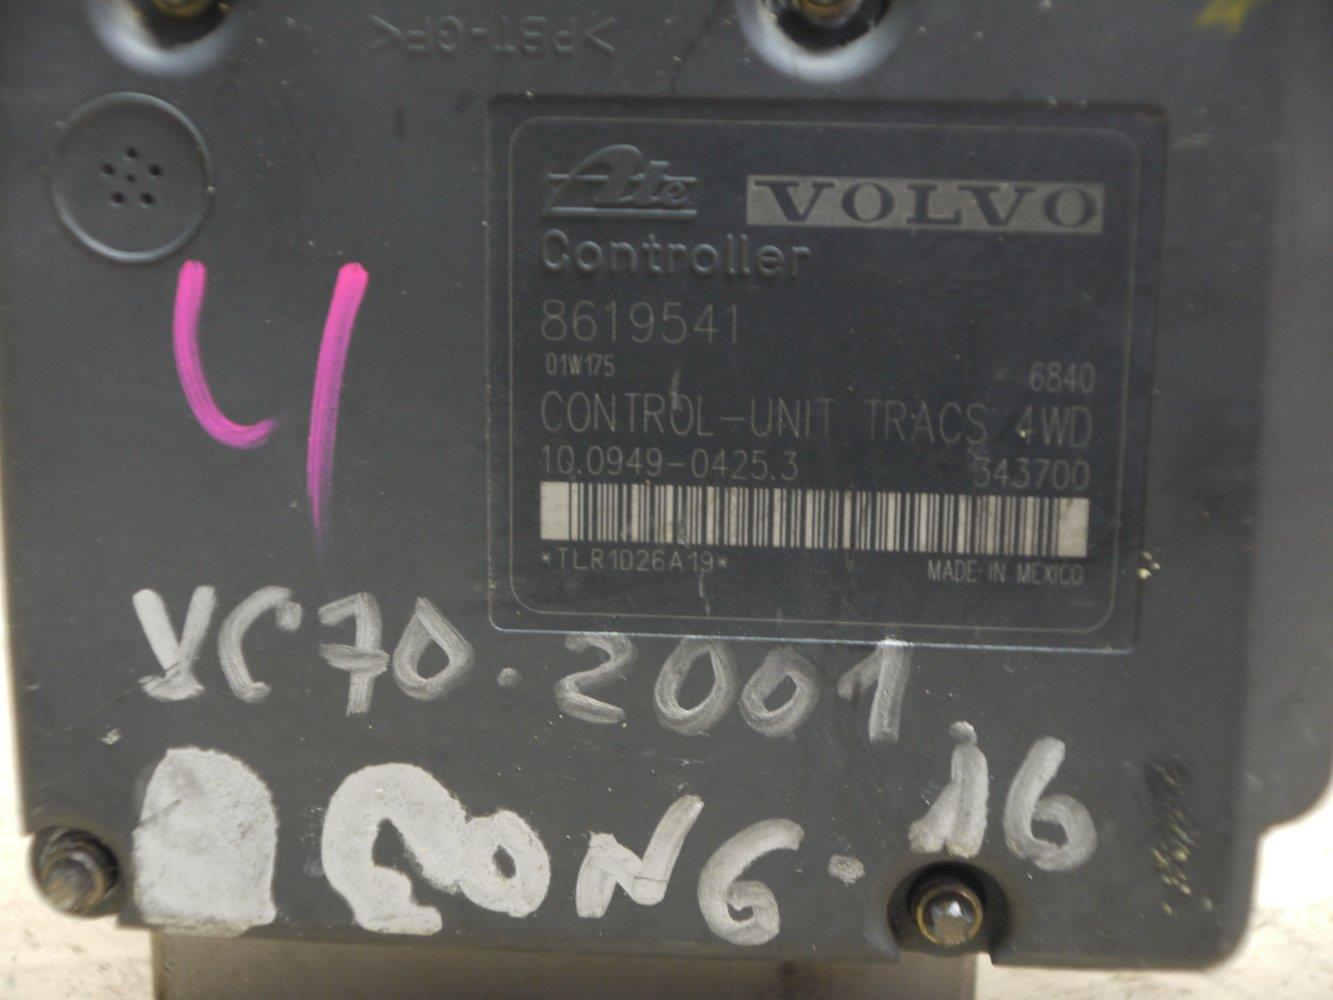 >PBT-GF<
Ate VOLVO
Controller
8619541
01W175 6840
CONTROL-UNIT TRACS 4WD
10.0949-0425.3 343700
*TLR1D26A19*
MADE IN MEXICO
4
VC70.2001.
16